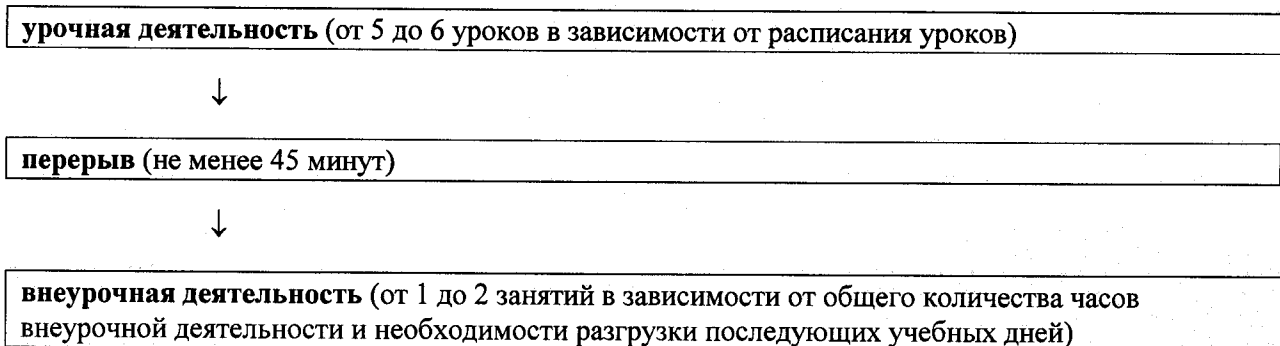 урочная деятельность (от 5 до 6 уроков в зависимости от расписания уроков)
↓
перерыв (не менее 45 минут)
↓
внеурочная деятельность (от 1 до 2 занятий в зависимости от общего количества часов
внеурочной деятельности и необходимости разгрузки последующих учебных дней)